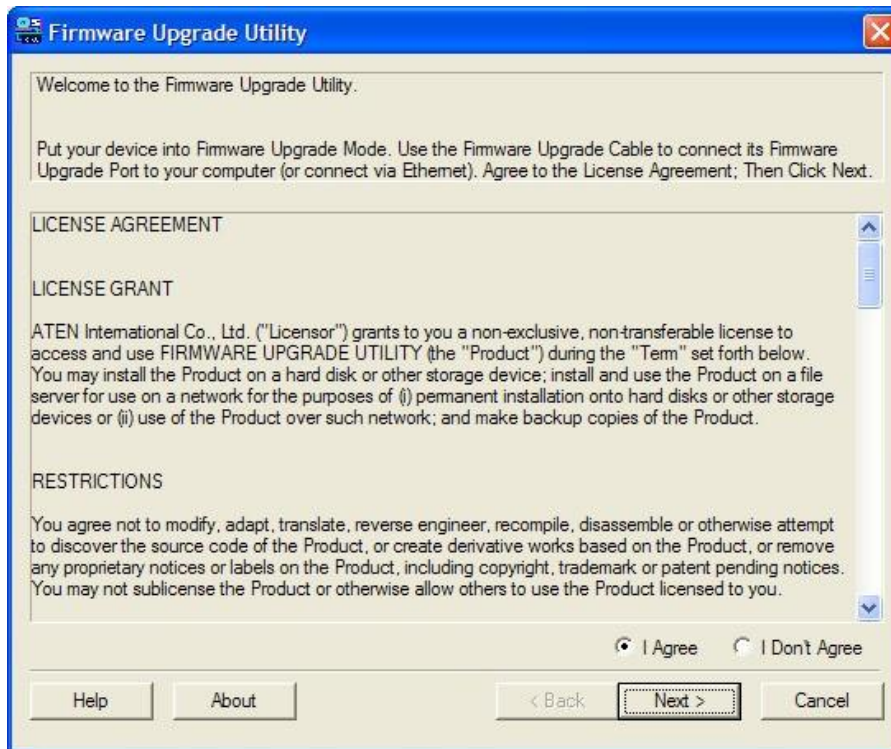 Firmware Upgrade Utility
Welcome to the Firmware Upgrade Utility.
Put your device into Firmware Upgrade Mode. Use the Firmware Upgrade Cable to connect its Firmware
Upgrade Port to your computer (or connect via Ethernet). Agree to the License Agreement; Then Click Next.
LICENSE AGREEMENT
LICENSE GRANT
ATEN International Co., Ltd. ("Licensor") grants to you a non-exclusive, non-transferable license to
access and use FIRMWARE UPGRADE UTILITY (the "Product") during the "Term" set forth below.
You may install the Product on a hard disk or other storage device; install and use the Product on a file
server for use on a network for the purposes of (i) permanent installation onto hard disks or other storage
devices or (ii) use of the Product over such network; and make backup copies of the Product.
RESTRICTIONS
You agree not to modify, adapt, translate, reverse engineer, recompile, disassemble or otherwise attempt
to discover the source code of the Product, or create derivative works based on the Product, or remove
any proprietary notices or labels on the Product, including copyright, trademark or patent pending notices.
You may not sublicense the Product or otherwise allow others to use the Product licensed to you.
I Agree I Don't Agree
Help About < Back Next > Cancel